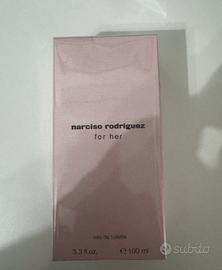 narciso rodriguez
for her
eau de toilette
3.3 fl.oz. ℮ 100 ml
subito